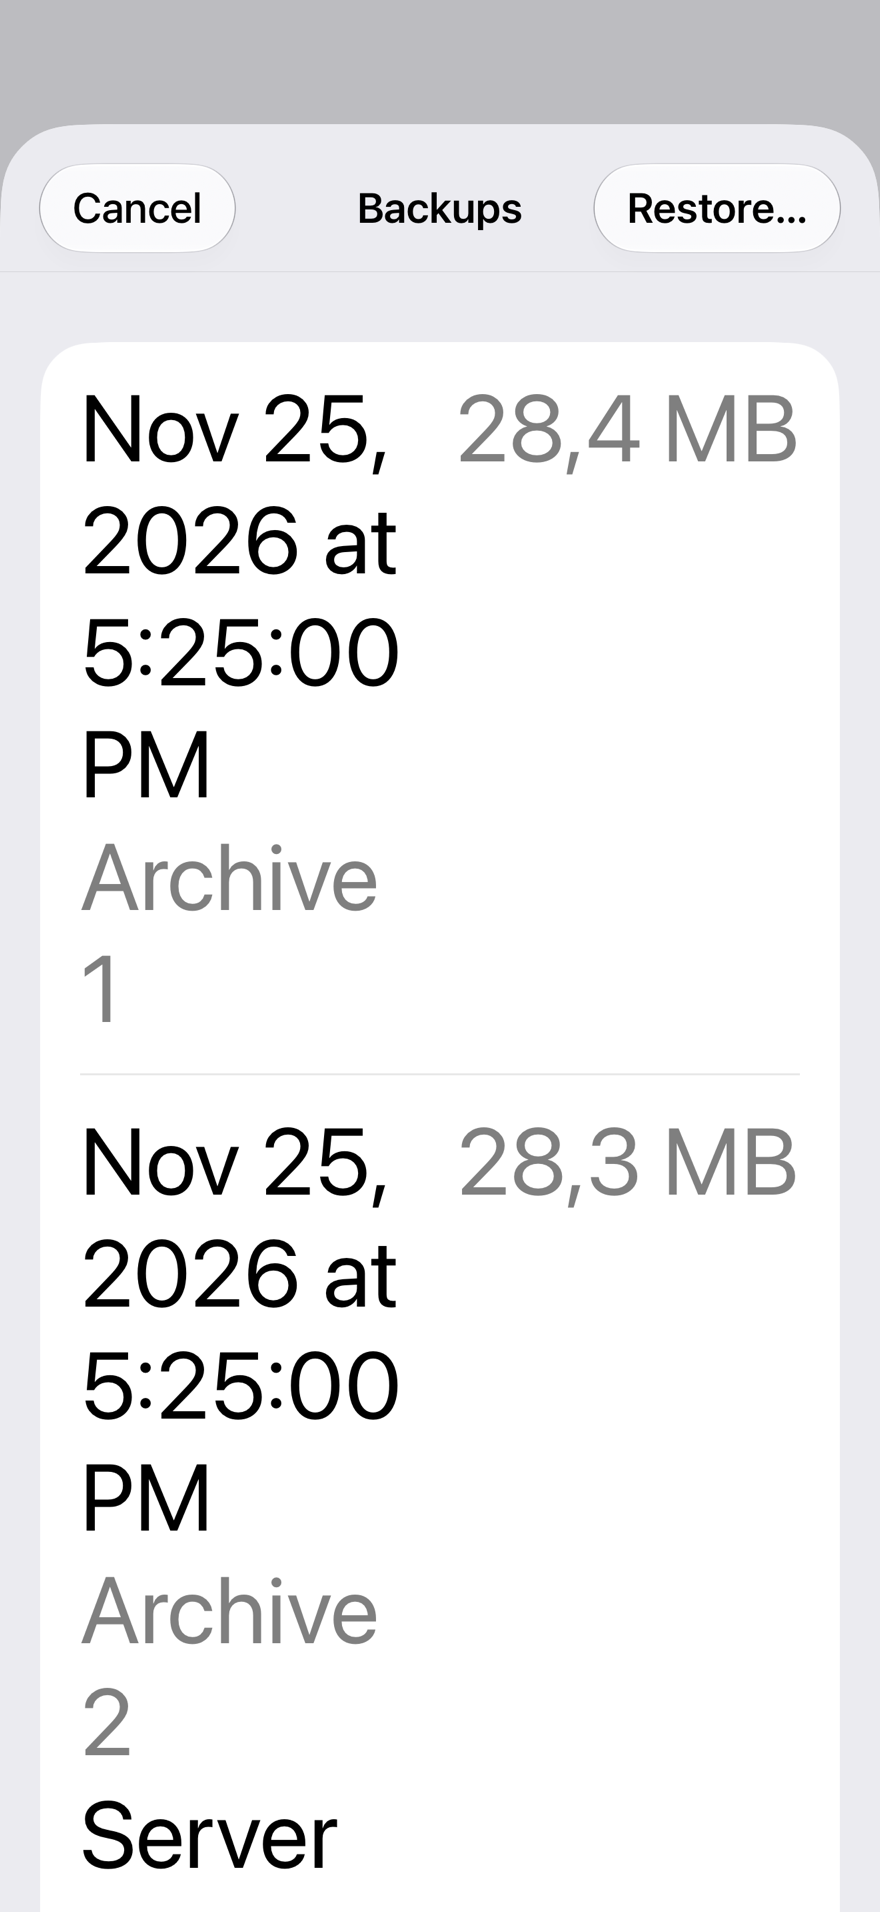 Cancel
Backups
Restore...
Nov 25,
2026 at
5:25:00
PM
28,4 MB
Archive
1
Nov 25,
2026 at
5:25:00
PM
28,3 MB
Archive
2
Server